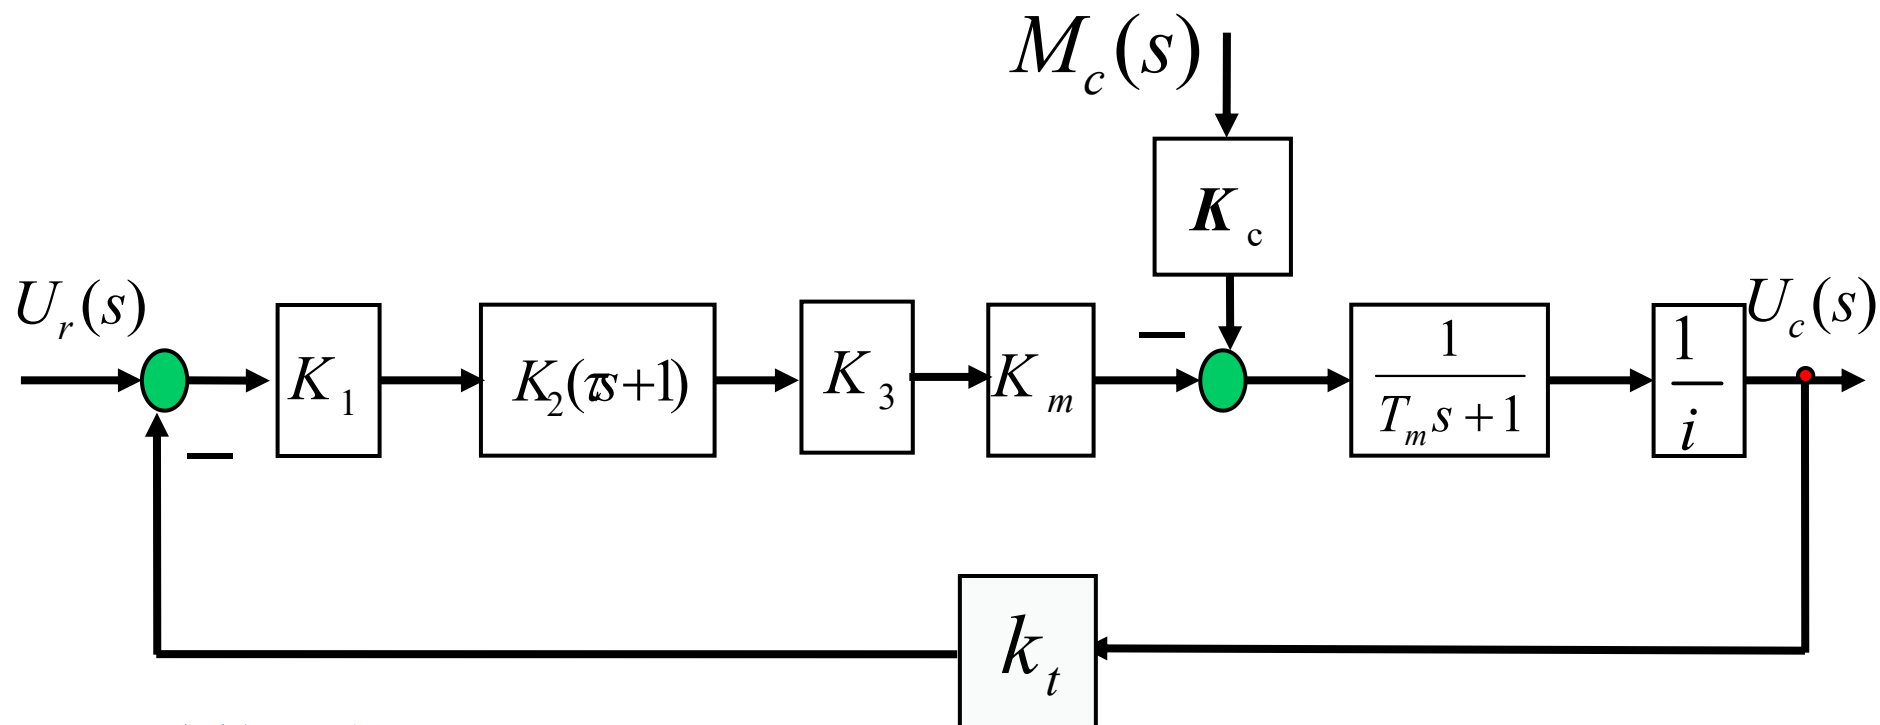 M_c(s)
K_c
U_r(s)
U_c(s)
K_1
K_2(τs+1)
K_3
K_m
1
T_m s+1
1
i
k_t